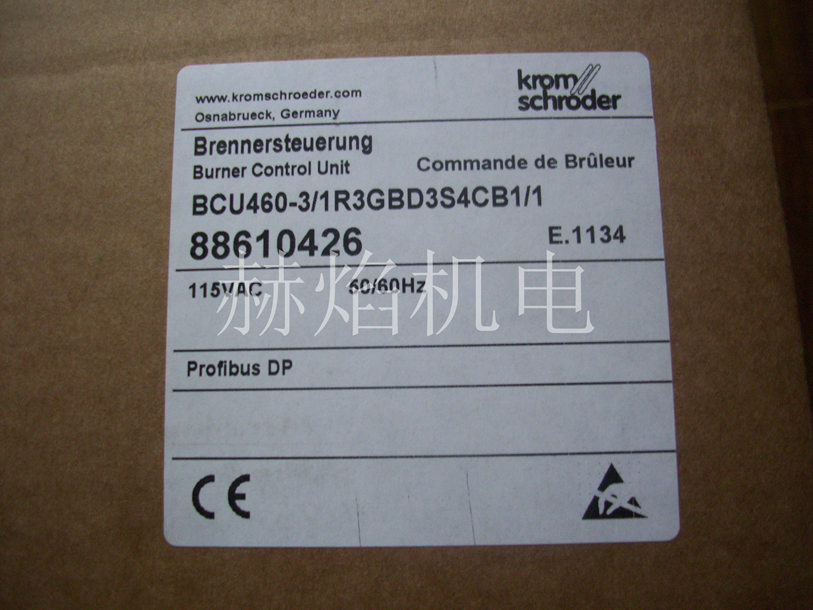 www.kromschroeder.com
Osnabrueck, Germany
krom
schröder
Brennersteuerung
Burner Control Unit
Commande de Brûleur
BCU460-3/1R3GBD3S4CB1/1
88610426
E.1134
115VAC 50/60Hz
赫焰机电
Profibus DP
CE